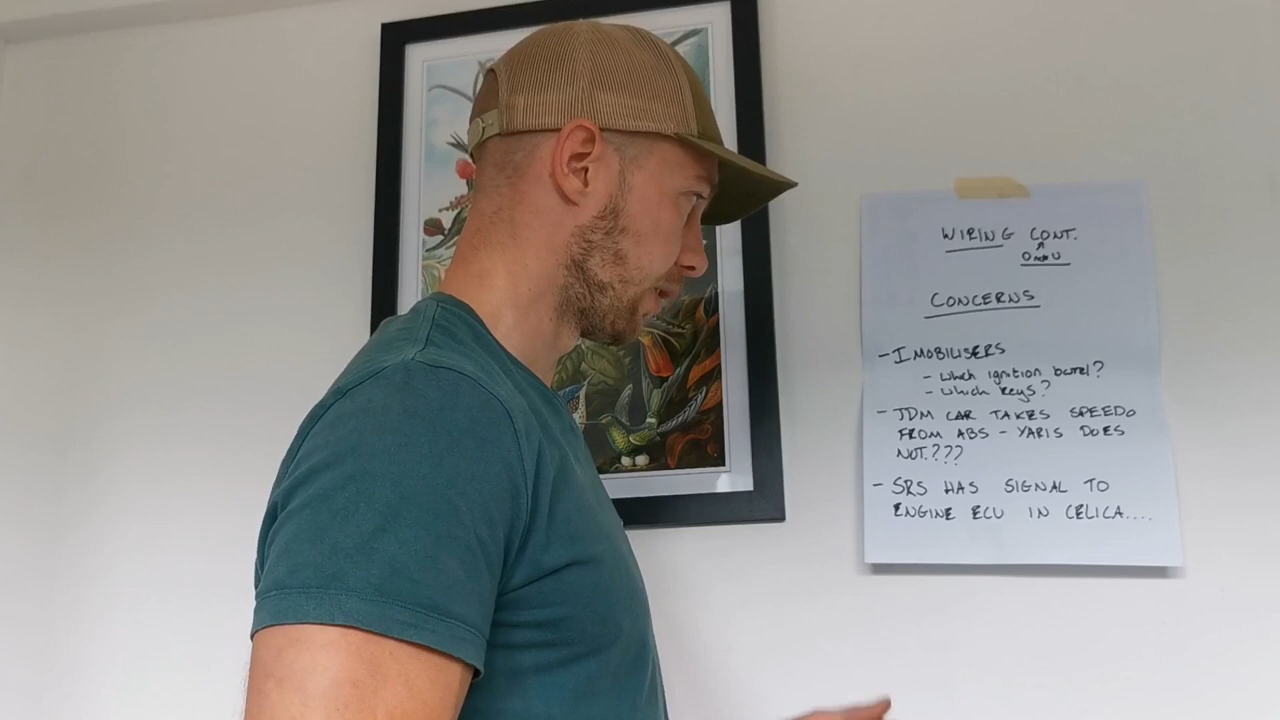 WIRING CONT.
CONCERNS
- IMOBILISERS
- which ignition barrel?
- which keys?
- JDM CAR TAKES SPEEDO
FROM ABS - YARIS DOES
NOT.???
- SRS HAS SIGNAL TO
ENGINE ECU IN CELICA....